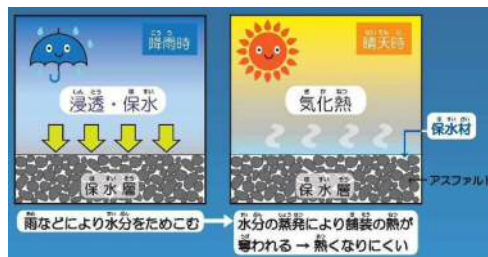 降雨時
浸透・保水
保水層
雨などにより水分をためこむ
晴天時
気化熱
保水材
保水層
アスファルト
水分の蒸発により舗装の熱が
奪われる → 熱くなりにくい